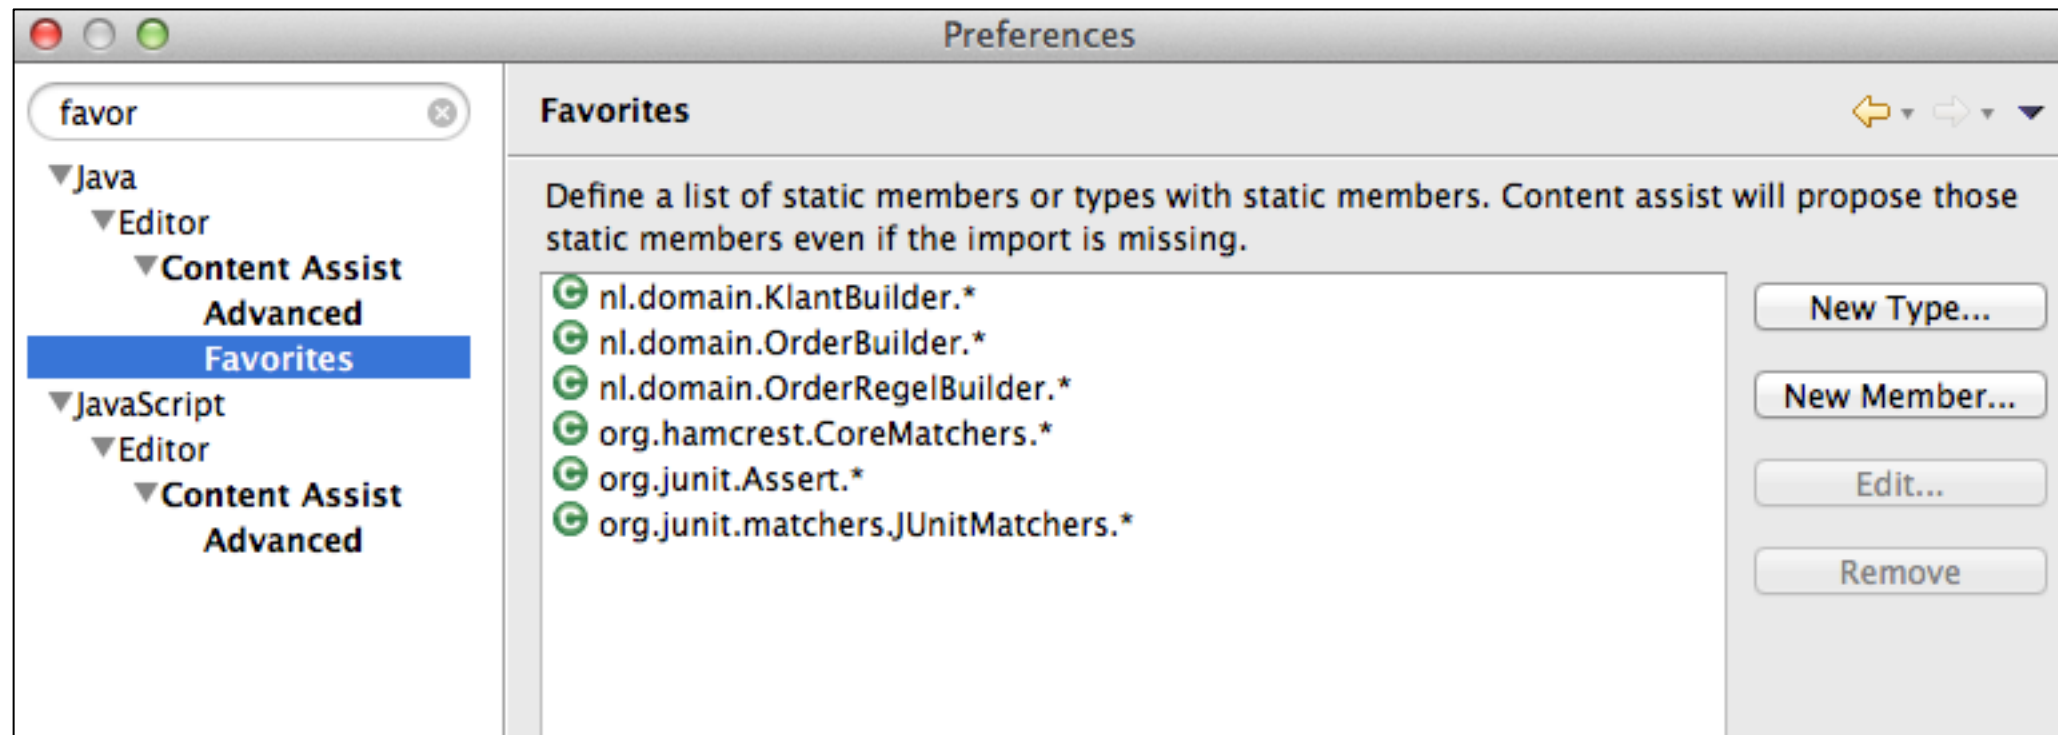 Preferences
favor
Java
Editor
Content Assist
Advanced
Favorites
JavaScript
Editor
Content Assist
Advanced
Favorites
Define a list of static members or types with static members. Content assist will propose those
static members even if the import is missing.
nl.domain.KlantBuilder.*
nl.domain.OrderBuilder.*
nl.domain.OrderRegelBuilder.*
org.hamcrest.CoreMatchers.*
org.junit.Assert.*
org.junit.matchers.JUnitMatchers.*
New Type...
New Member...
Edit...
Remove